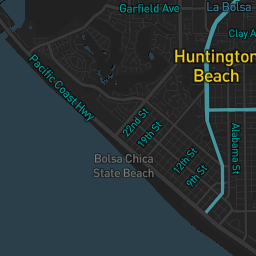 La Bolsa
Garfield Ave
Clay A
Huntington
Beach
Pacific Coast Hwy
22nd St
19th St
Alabama St
Bolsa Chica
State Beach
12th St
9th St